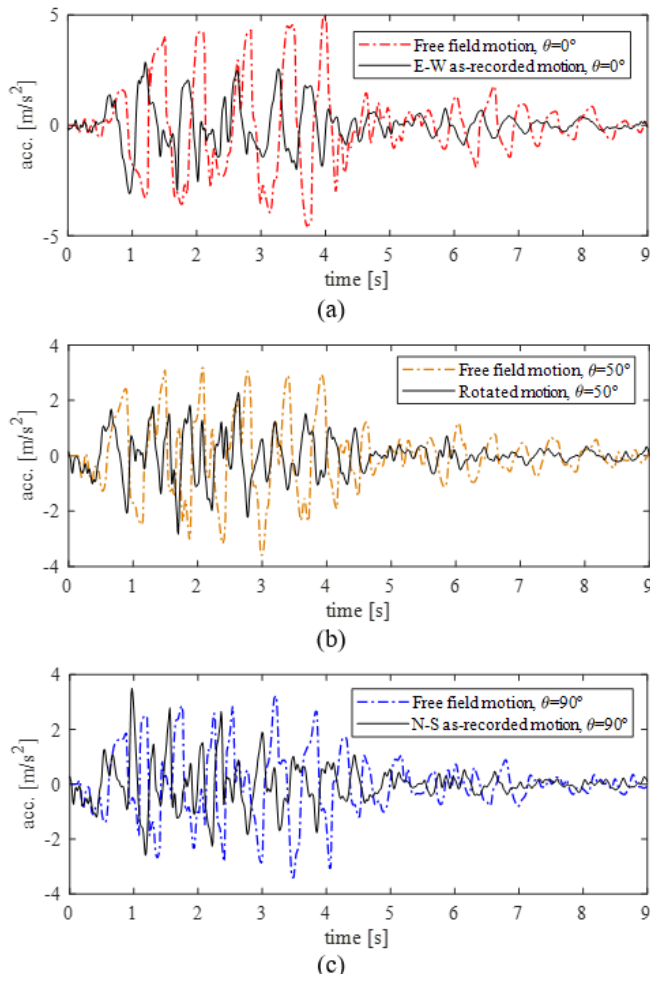 5
Free field motion, θ=0°
E-W as-recorded motion, θ=0°
acc. [m/s²]
0
-5
0 1 2 3 4 5 6 7 8 9
time [s]
(a)
4
Free field motion, θ=50°
Rotated motion, θ=50°
2
acc. [m/s²]
0
-2
-4
0 1 2 3 4 5 6 7 8 9
time [s]
(b)
4
Free field motion, θ=90°
N-S as-recorded motion, θ=90°
2
acc. [m/s²]
0
-2
-4
0 1 2 3 4 5 6 7 8 9
time [s]
(c)